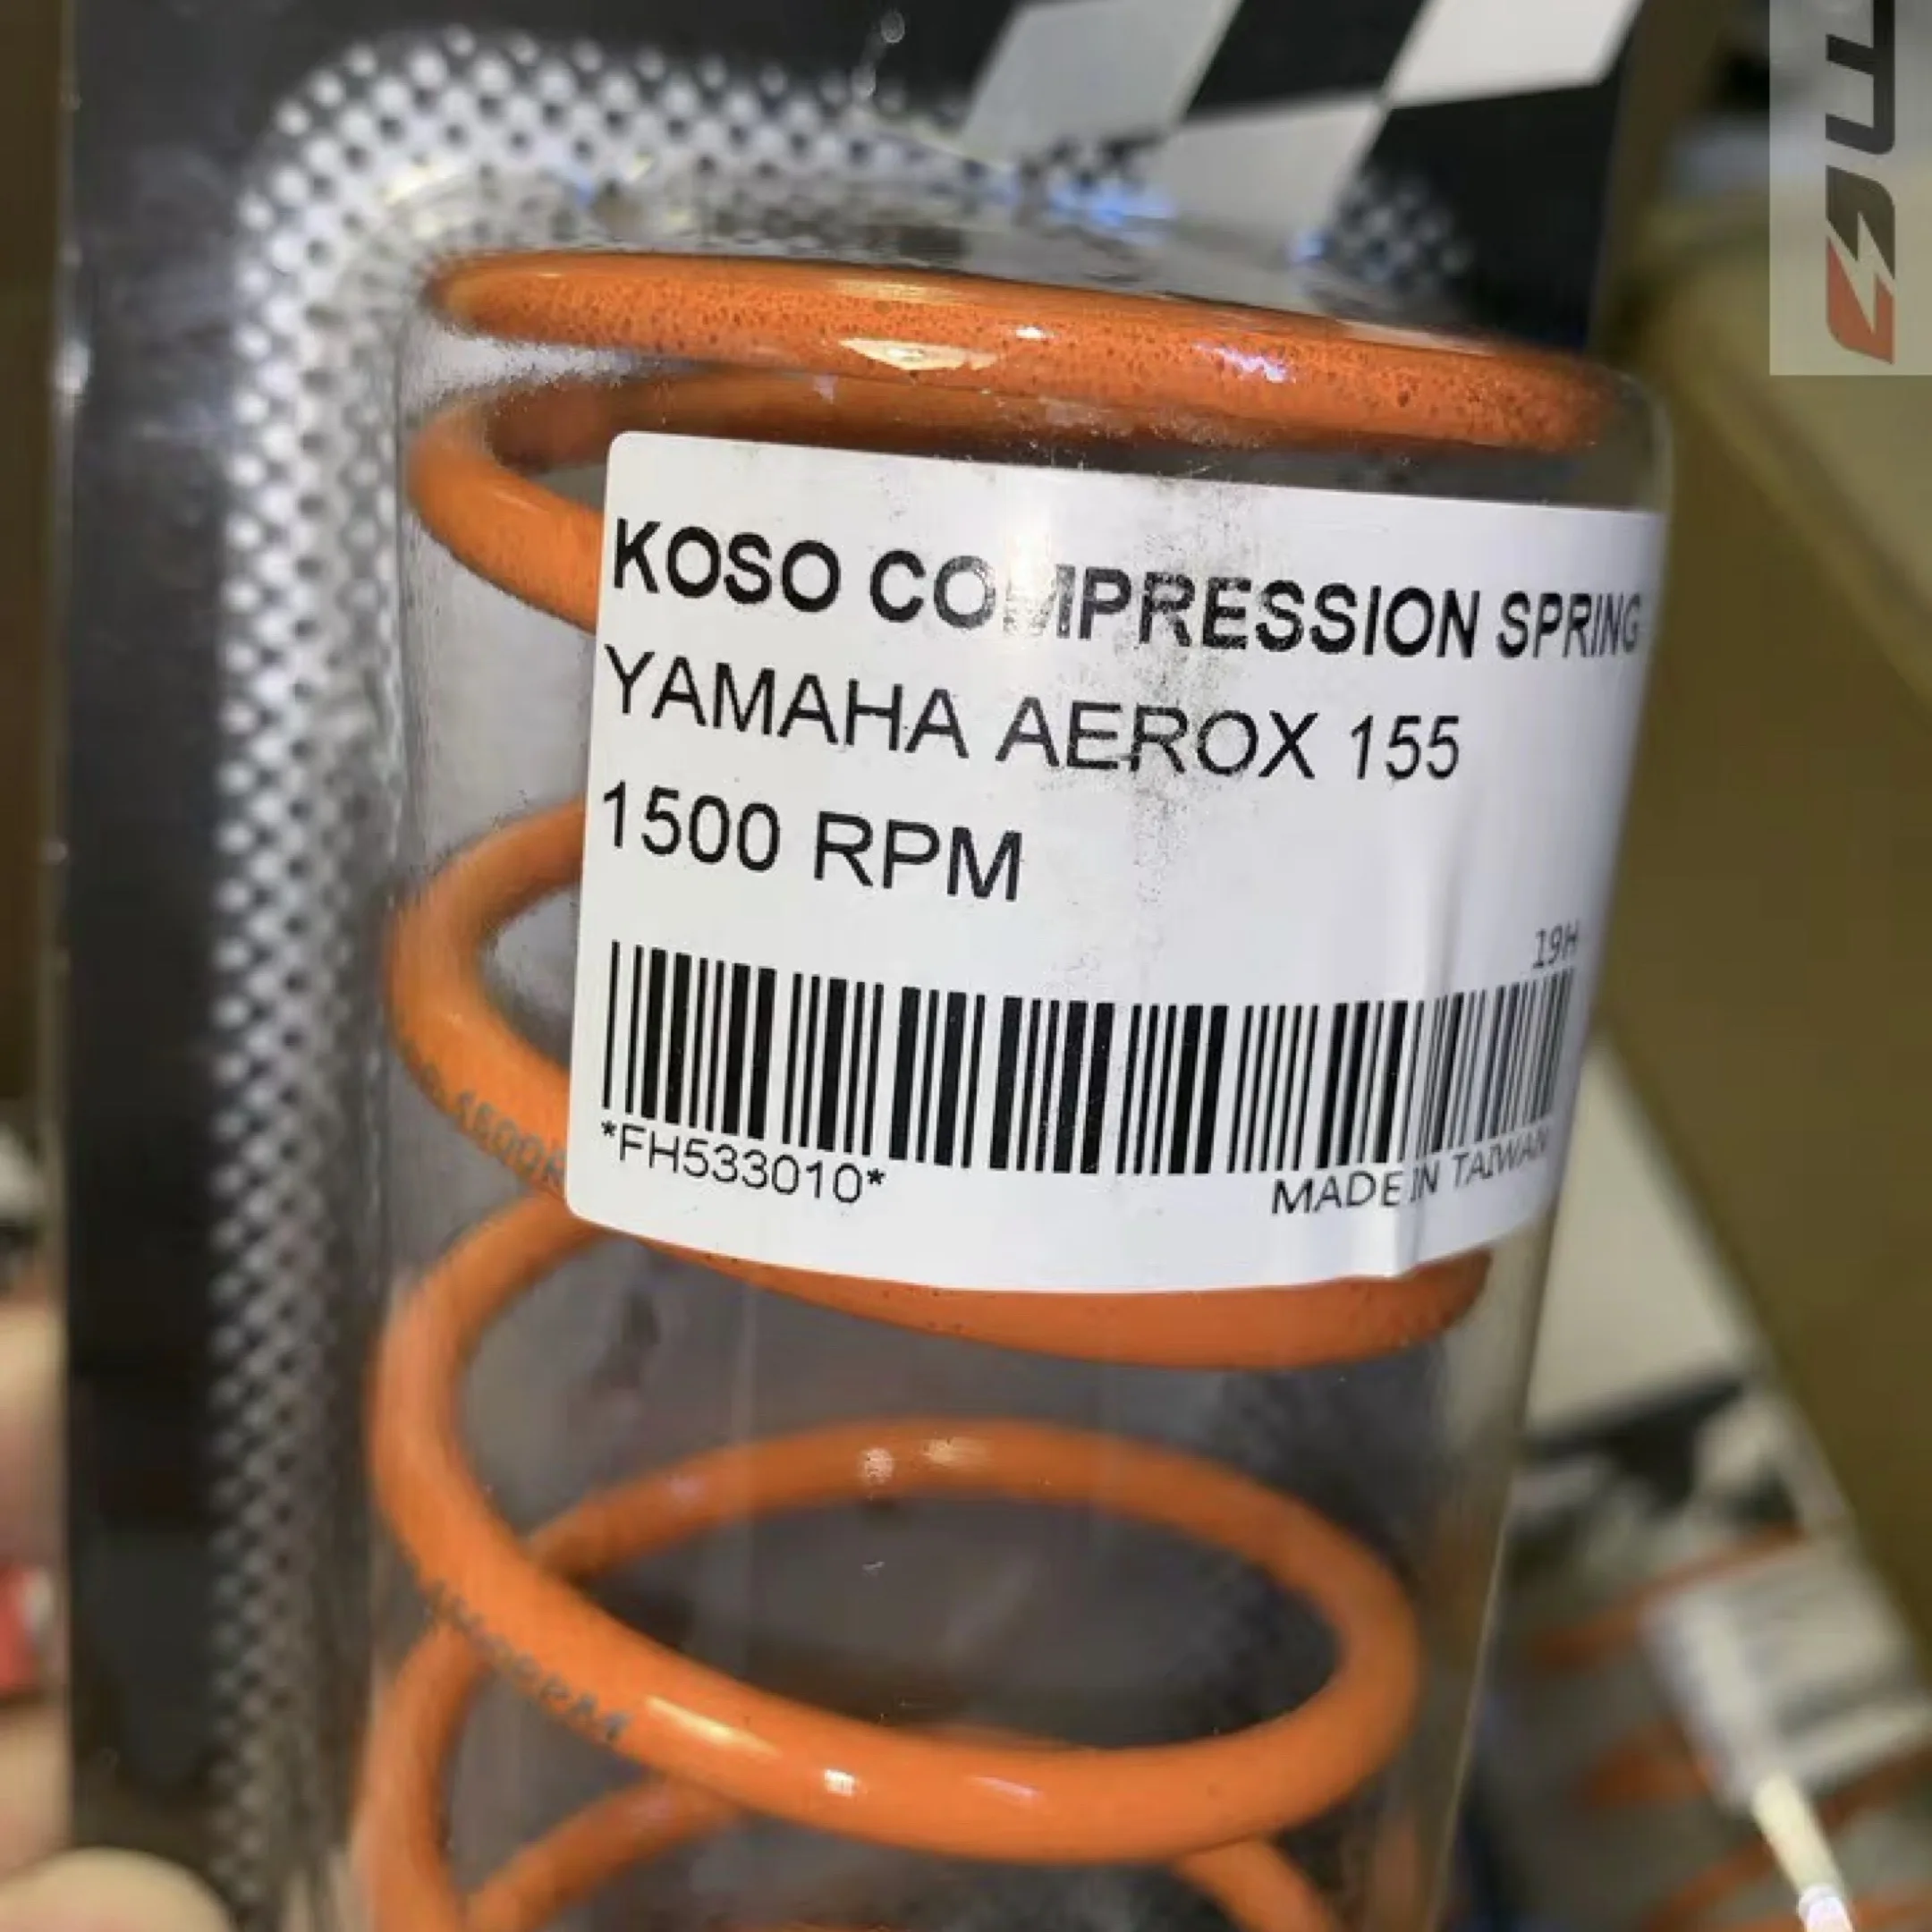 KOSO COMPRESSION SPRING
YAMAHA AEROX 155
1500 RPM
19H
*FH533010*
MADE IN TAIWAN